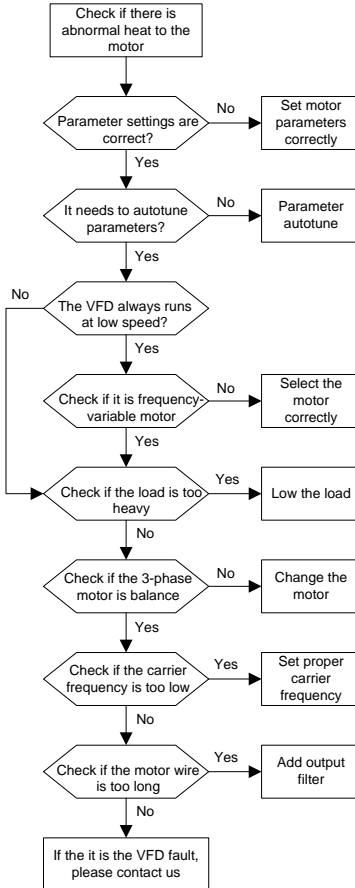 Check if there is
abnormal heat to the
motor
Parameter settings are
correct?
No
Set motor
parameters
correctly
Yes
It needs to autotune
parameters?
No
Parameter
autotune
Yes
No
The VFD always runs
at low speed?
Yes
Check if it is frequency-
variable motor
No
Select the
motor
correctly
Yes
Check if the load is too
heavy
Yes
Low the load
No
Check if the 3-phase
motor is balance
No
Change the
motor
Yes
Check if the carrier
frequency is too low
Yes
Set proper
carrier
frequency
No
Check if the motor wire
is too long
Yes
Add output
filter
No
If the it is the VFD fault,
please contact us